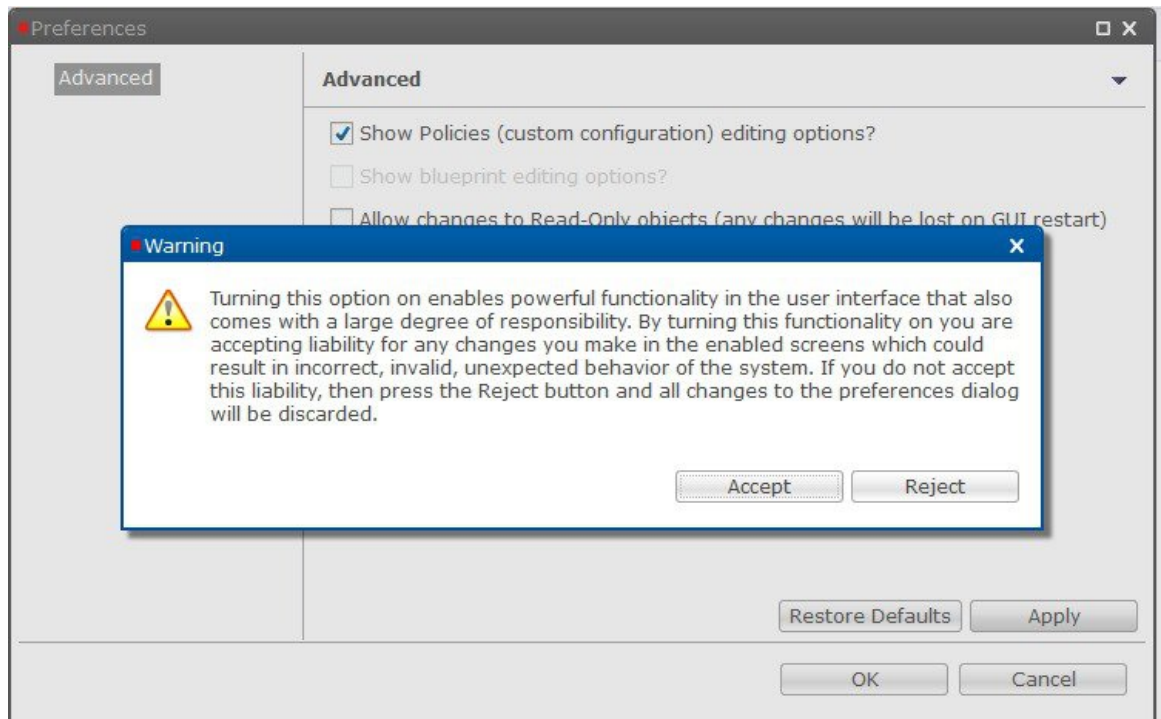 Preferences
Advanced
Advanced
Show Policies (custom configuration) editing options?
Show blueprint editing options?
Allow changes to Read-Only objects (any changes will be lost on GUI restart)
Warning
Turning this option on enables powerful functionality in the user interface that also
comes with a large degree of responsibility. By turning this functionality on you are
accepting liability for any changes you make in the enabled screens which could
result in incorrect, invalid, unexpected behavior of the system. If you do not accept
this liability, then press the Reject button and all changes to the preferences dialog
will be discarded.
Accept Reject
Restore Defaults Apply
OK Cancel